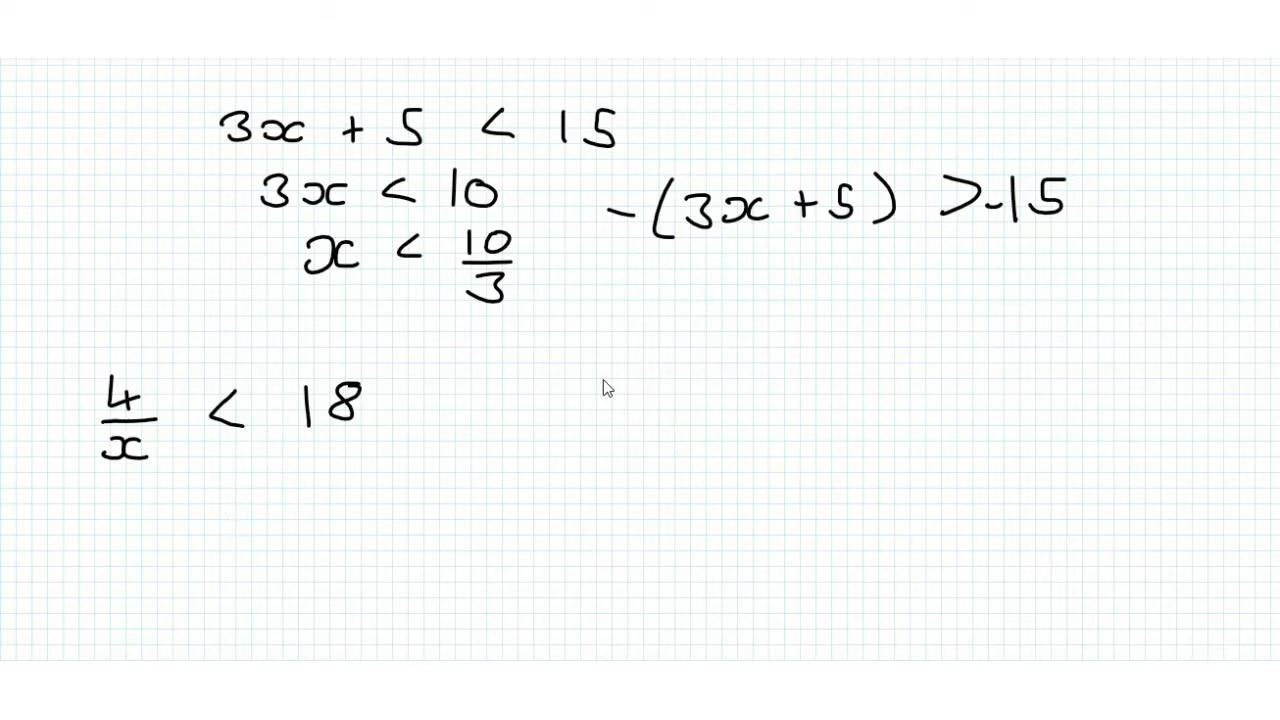 3x + 5 < 15
3x < 10
-(3x + 5) > -15
x < 10/3
4/x < 18